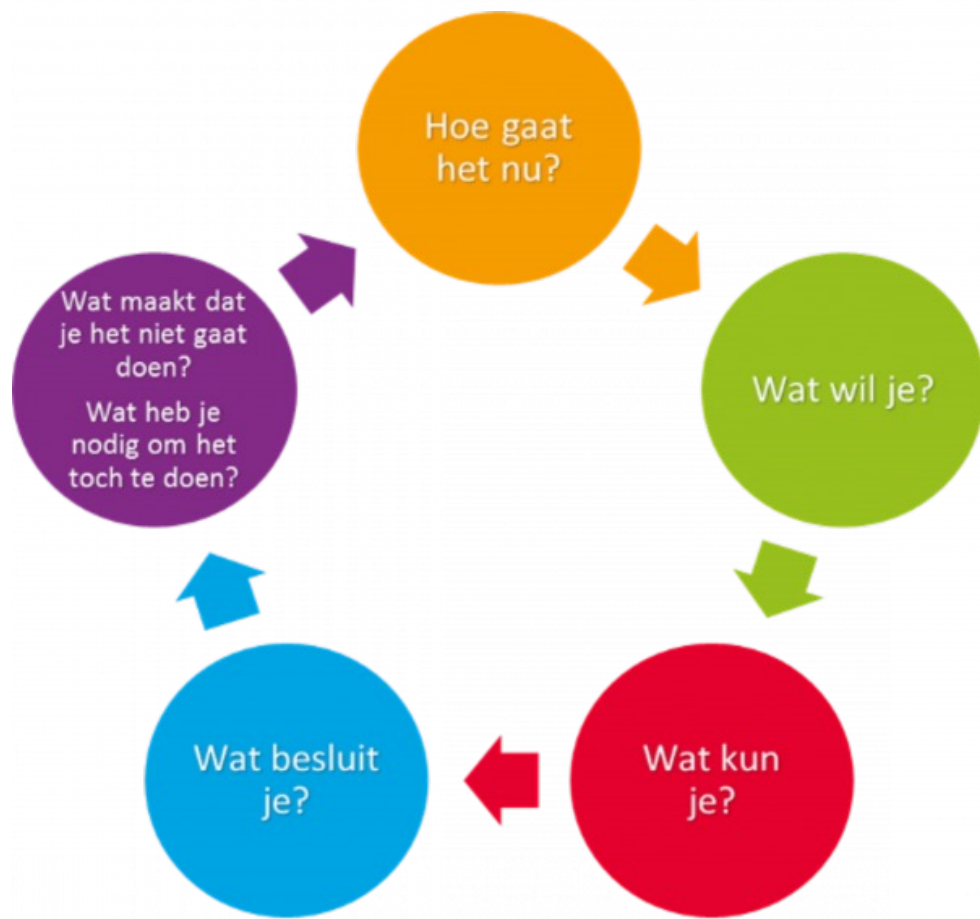 Hoe gaat
het nu?
Wat wil je?
Wat kun
je?
Wat besluit
je?
Wat maakt dat
je het niet gaat
doen?
Wat heb je
nodig om het
toch te doen?